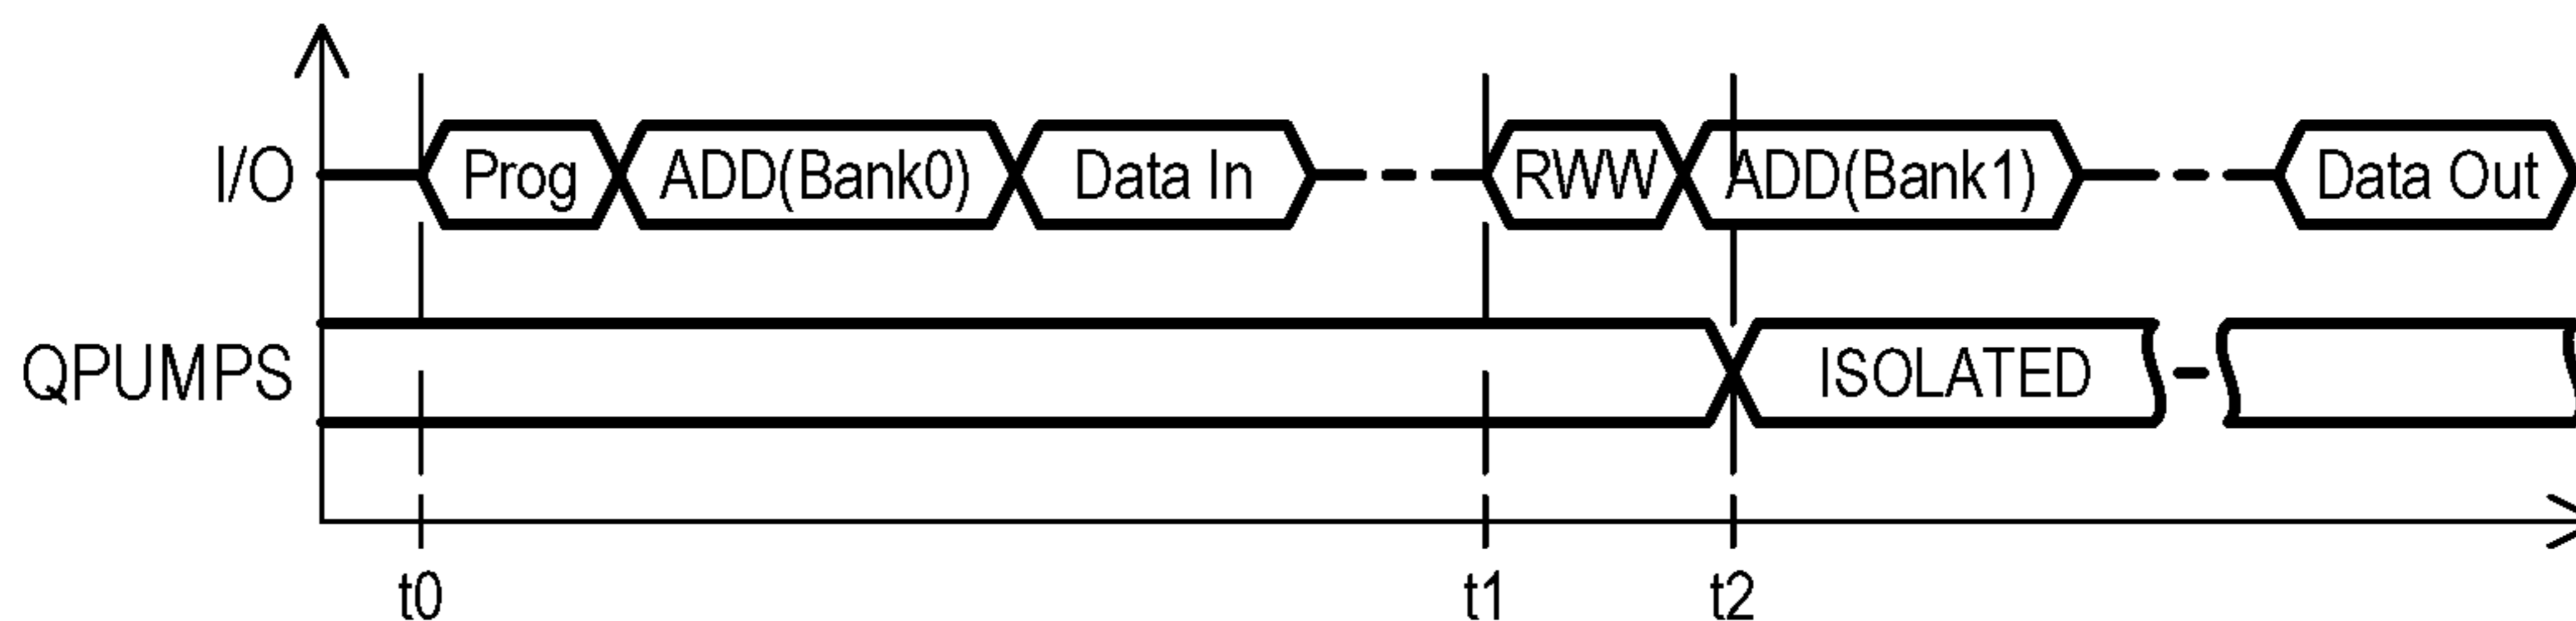 I/O Prog ADD(Bank0) Data In RWW ADD(Bank1) Data Out
QPUMPS ISOLATED
t0 t1 t2